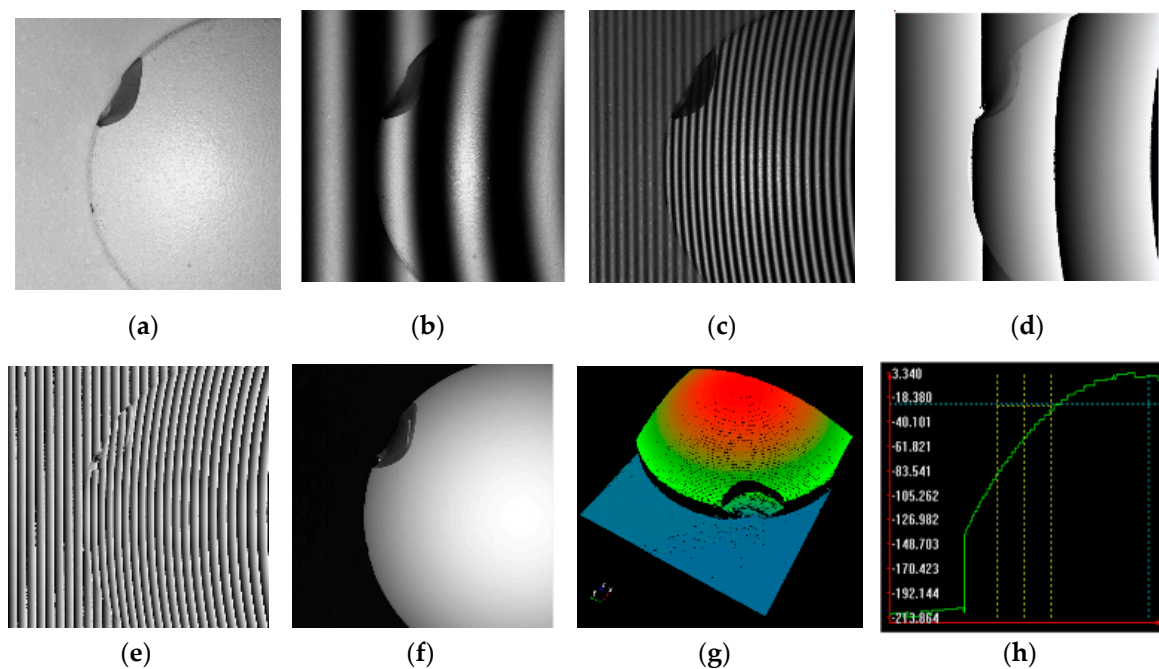 (a)
(b)
(c)
(d)
3.340
-18.380
-40.101
-61.821
-83.541
-105.262
-126.982
-148.703
-170.423
-192.144
-213.864
(e)
(f)
(g)
(h)